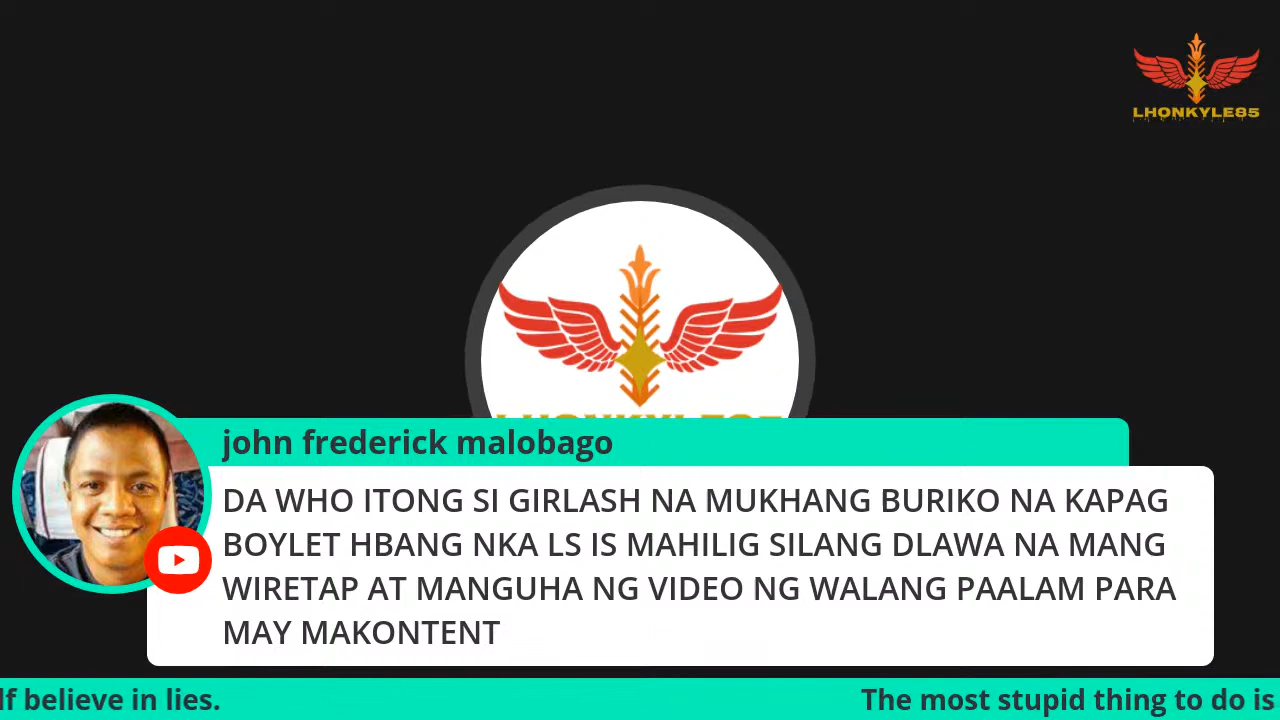 LHONKYLE85
LHONKYLE85
john frederick malobago
DA WHO ITONG SI GIRLASH NA MUKHANG BURIKO NA KAPAG
BOYLET HBANG NKA LS IS MAHILIG SILANG DLAWA NA MANG
WIRETAP AT MANGUHA NG VIDEO NG WALANG PAALAM PARA
MAY MAKONTENT
lf believe in lies.
The most stupid thing to do is